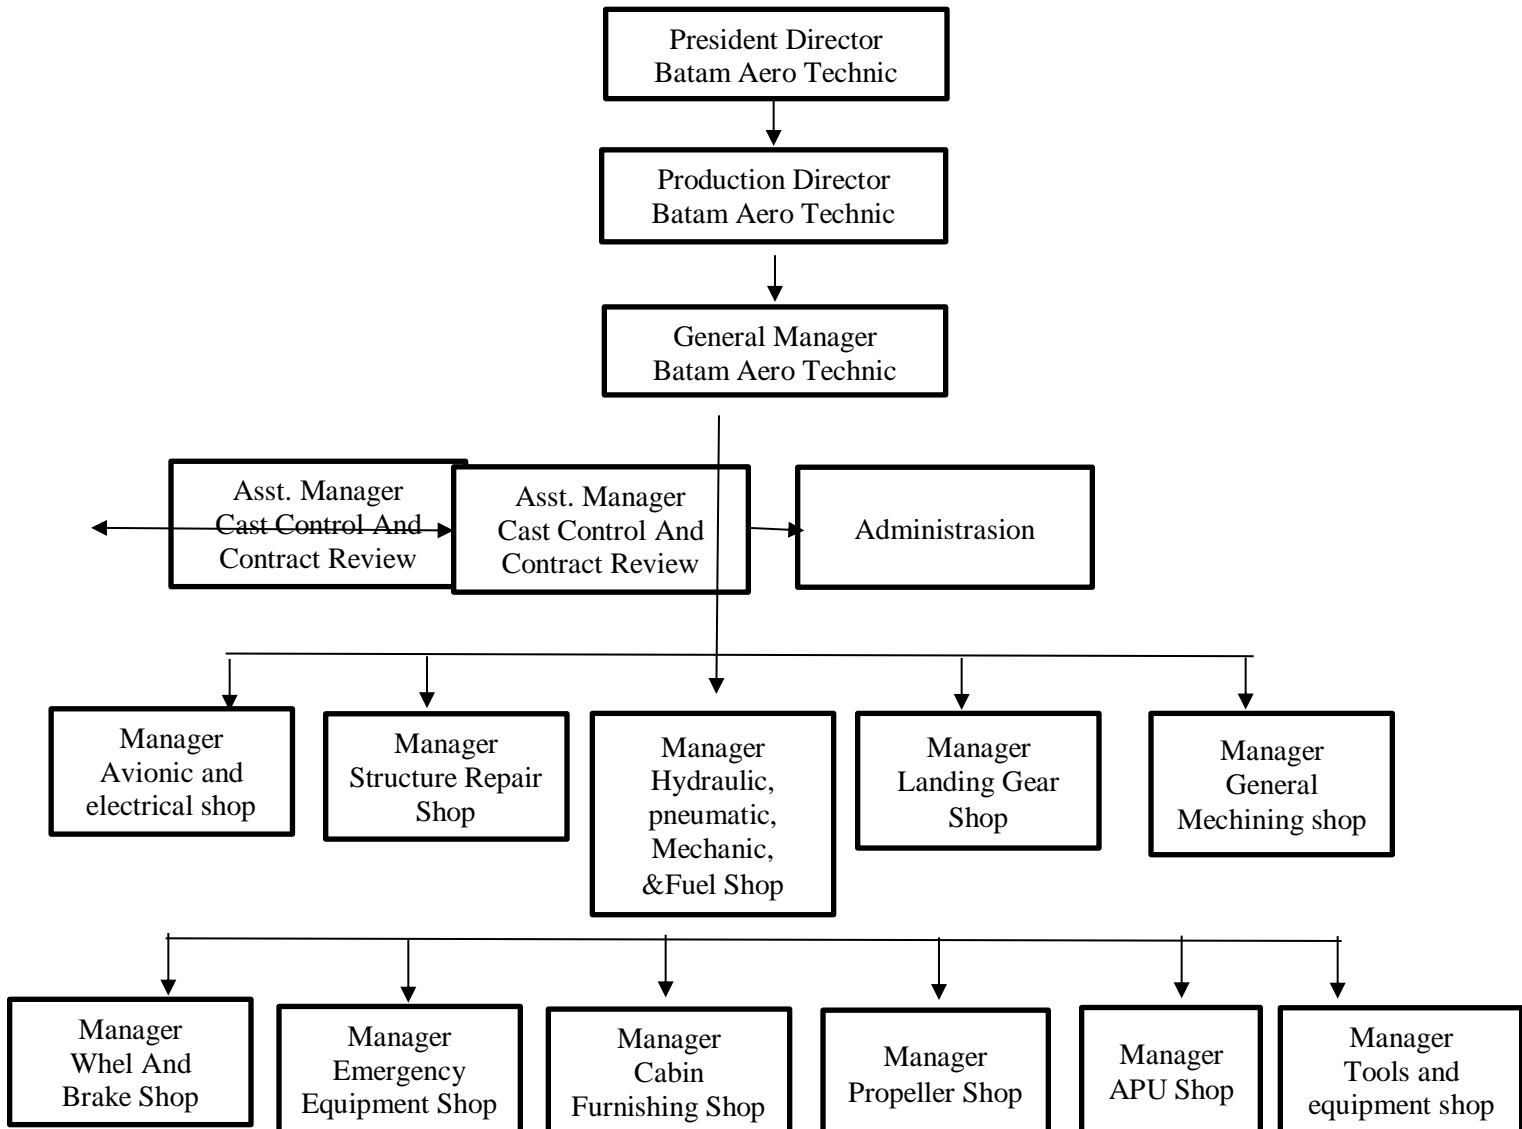 President Director
Batam Aero Technic
Production Director
Batam Aero Technic
General Manager
Batam Aero Technic
Asst. Manager
Cast Control And
Contract Review
Asst. Manager
Cast Control And
Contract Review
Administrasion
Manager
Avionic and
electrical shop
Manager
Structure Repair
Shop
Manager
Hydraulic,
pneumatic,
Mechanic,
&Fuel Shop
Manager
Landing Gear
Shop
Manager
General
Mechining shop
Manager
Whel And
Brake Shop
Manager
Emergency
Equipment Shop
Manager
Cabin
Furnishing Shop
Manager
Propeller Shop
Manager
APU Shop
Manager
Tools and
equipment shop